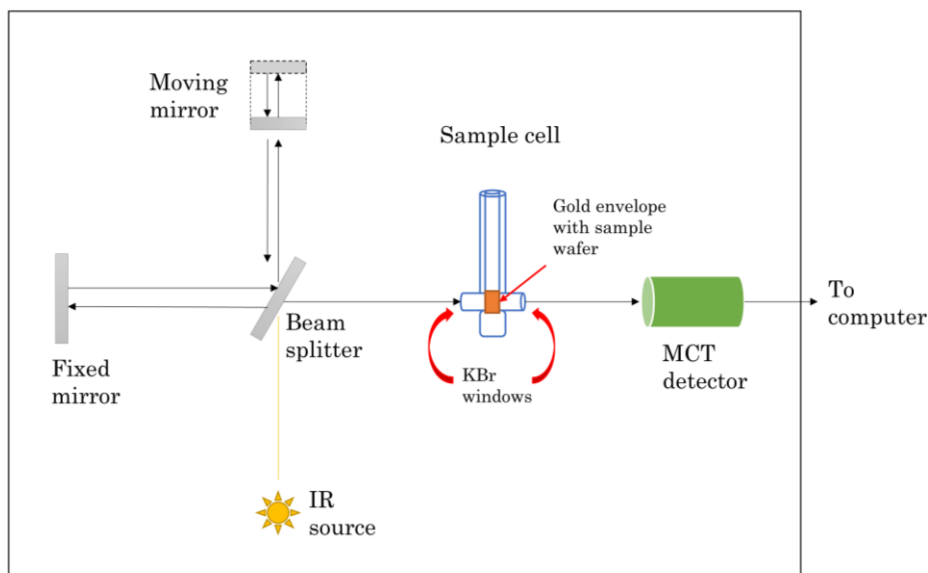 Moving
mirror
Sample cell
Gold envelope
with sample
wafer
To
computer
Beam
splitter
Fixed
mirror
KBr
windows
MCT
detector
IR
source